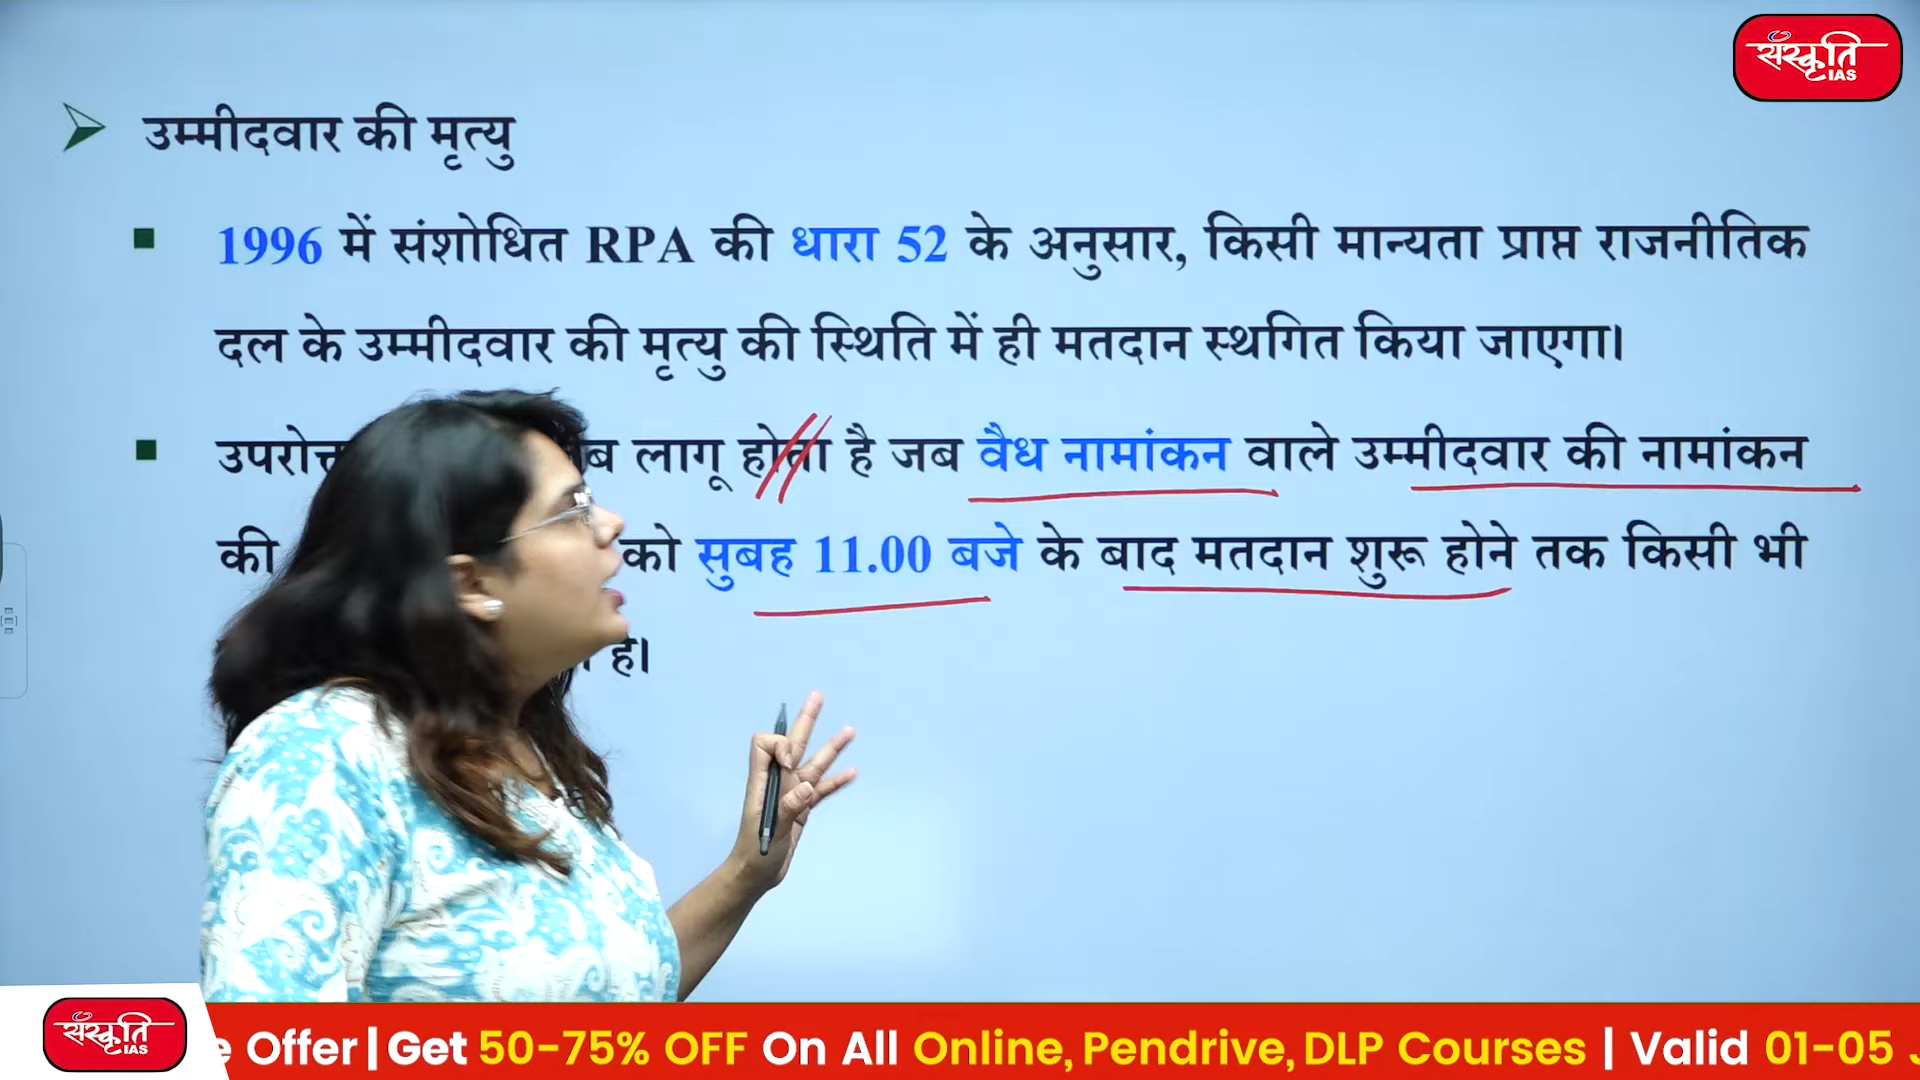 संस्कृति
IAS
उम्मीदवार की मृत्यु
1996 में संशोधित RPA की धारा 52 के अनुसार, किसी मान्यता प्राप्त राजनीतिक
दल के उम्मीदवार की मृत्यु की स्थिति में ही मतदान स्थगित किया जाएगा।
लागू होता है जब वैध नामांकन वाले उम्मीदवार की नामांकन
की को सुबह 11.00 बजे के बाद मतदान शुरू होने तक किसी भी
है।
संस्कृति
IAS
Offer | Get 50-75% OFF On All Online, Pendrive, DLP Courses | Valid 01-05